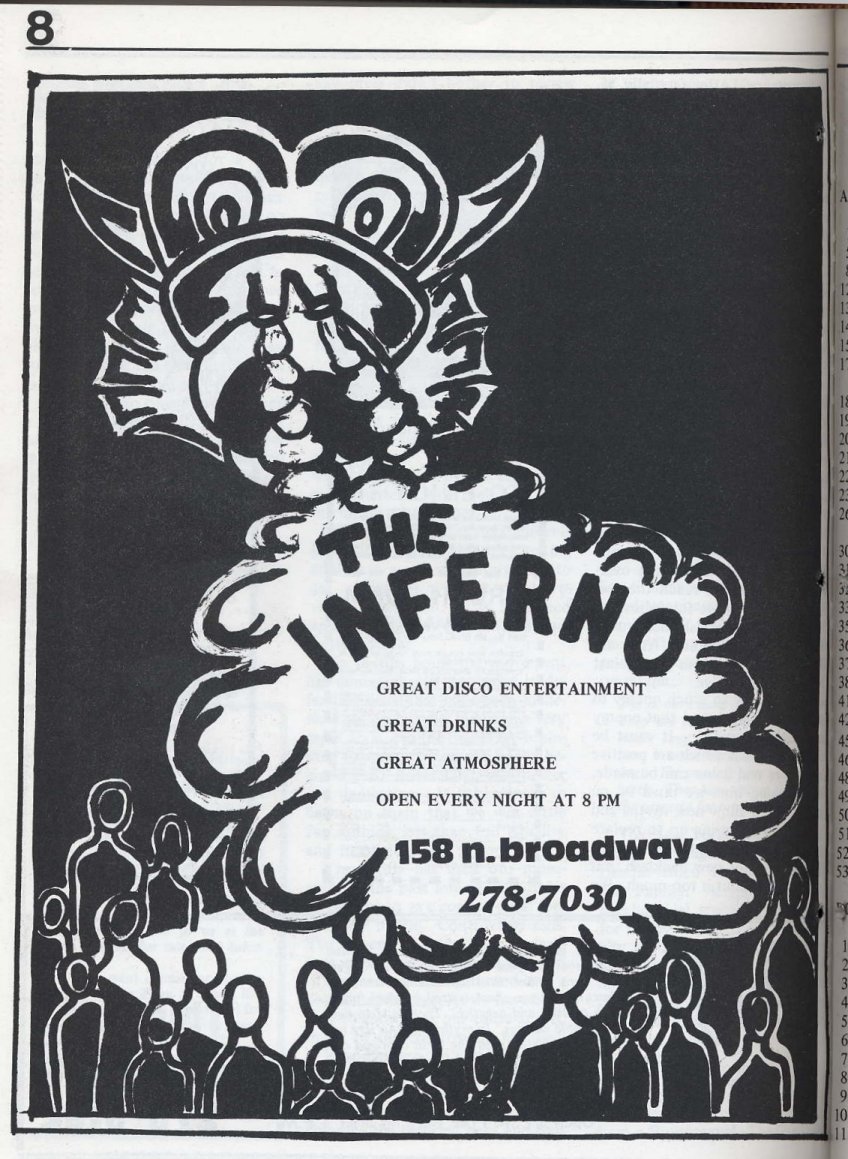 8
THE
INFERNO
GREAT DISCO ENTERTAINMENT
GREAT DRINKS
GREAT ATMOSPHERE
OPEN EVERY NIGHT AT 8 PM
158 n. broadway
278-7030